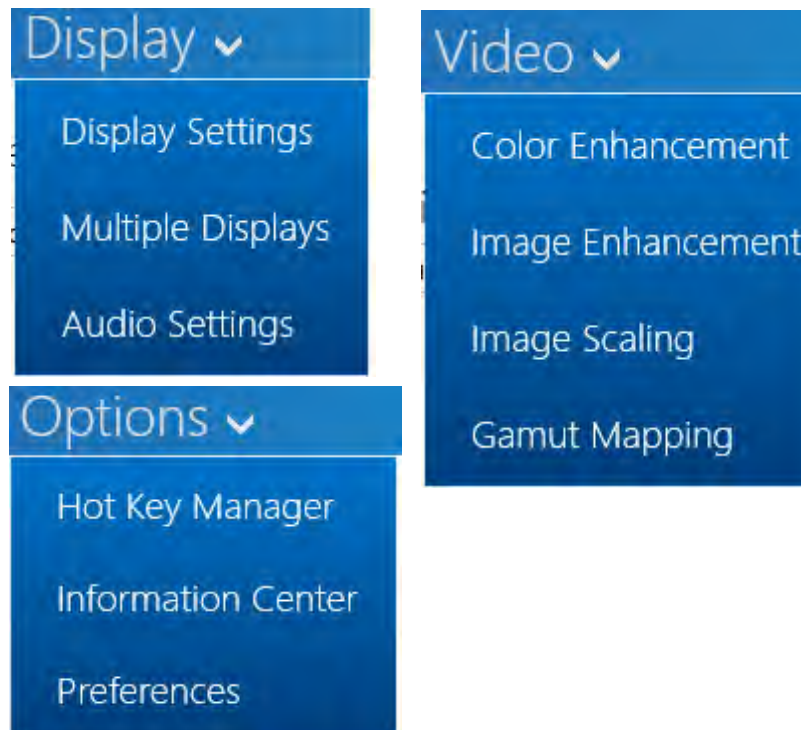 Display
Display Settings
Multiple Displays
Audio Settings
Video
Color Enhancement
Image Enhancement
Image Scaling
Gamut Mapping
Options
Hot Key Manager
Information Center
Preferences